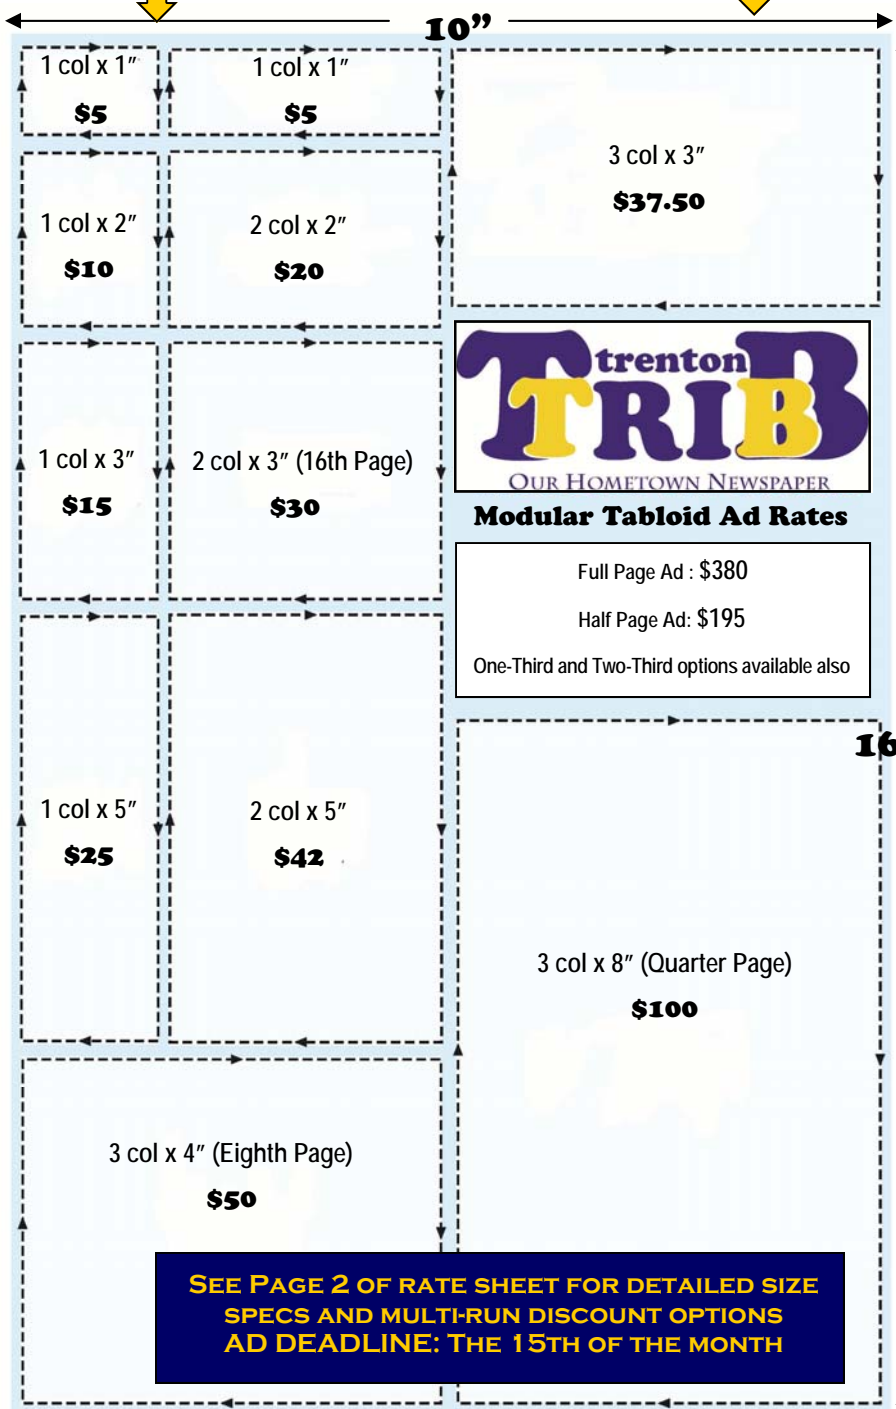 10”
1 col x 1”
$5
1 col x 1”
$5
3 col x 3”
$37.50
1 col x 2”
$10
2 col x 2”
$20
trenton
TRIB
OUR HOMETOWN NEWSPAPER
Modular Tabloid Ad Rates
1 col x 3”
$15
2 col x 3” (16th Page)
$30
Full Page Ad : $380
Half Page Ad: $195
One-Third and Two-Third options available also
16
1 col x 5”
$25
2 col x 5”
$42
3 col x 8” (Quarter Page)
$100
3 col x 4” (Eighth Page)
$50
SEE PAGE 2 OF RATE SHEET FOR DETAILED SIZE
SPECS AND MULTI-RUN DISCOUNT OPTIONS
AD DEADLINE: THE 15TH OF THE MONTH